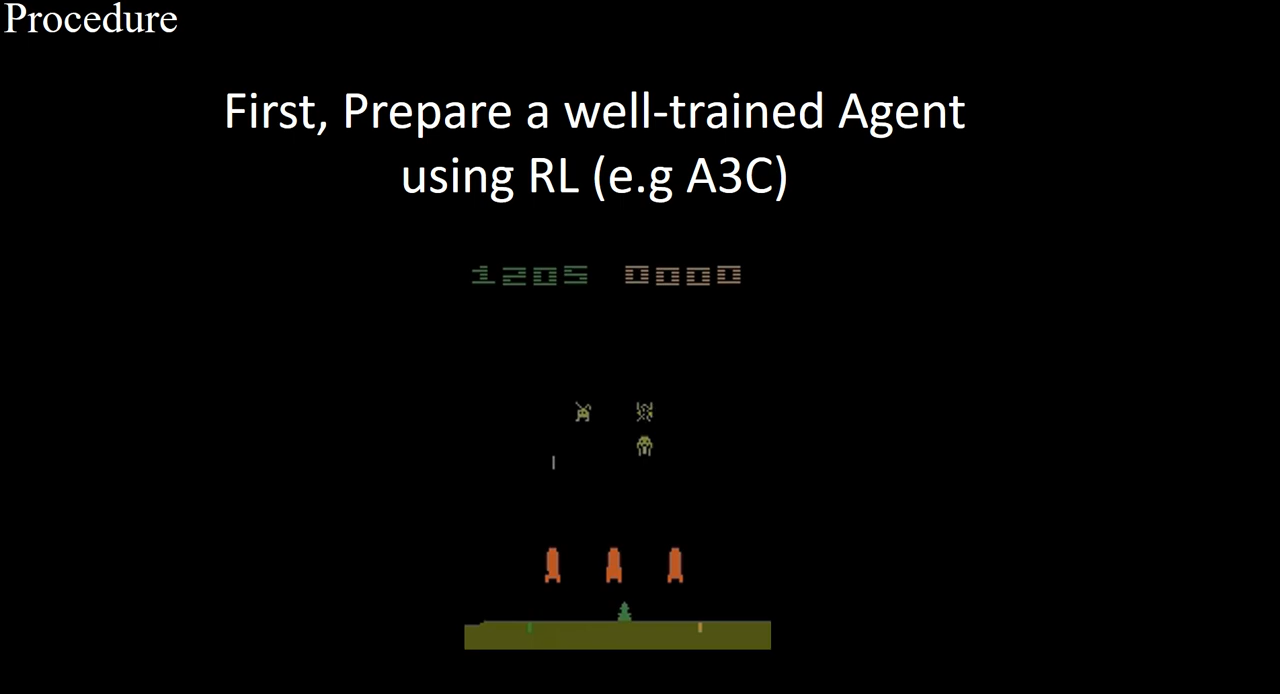 Procedure
First, Prepare a well-trained Agent
using RL (e.g A3C)
1205 0000